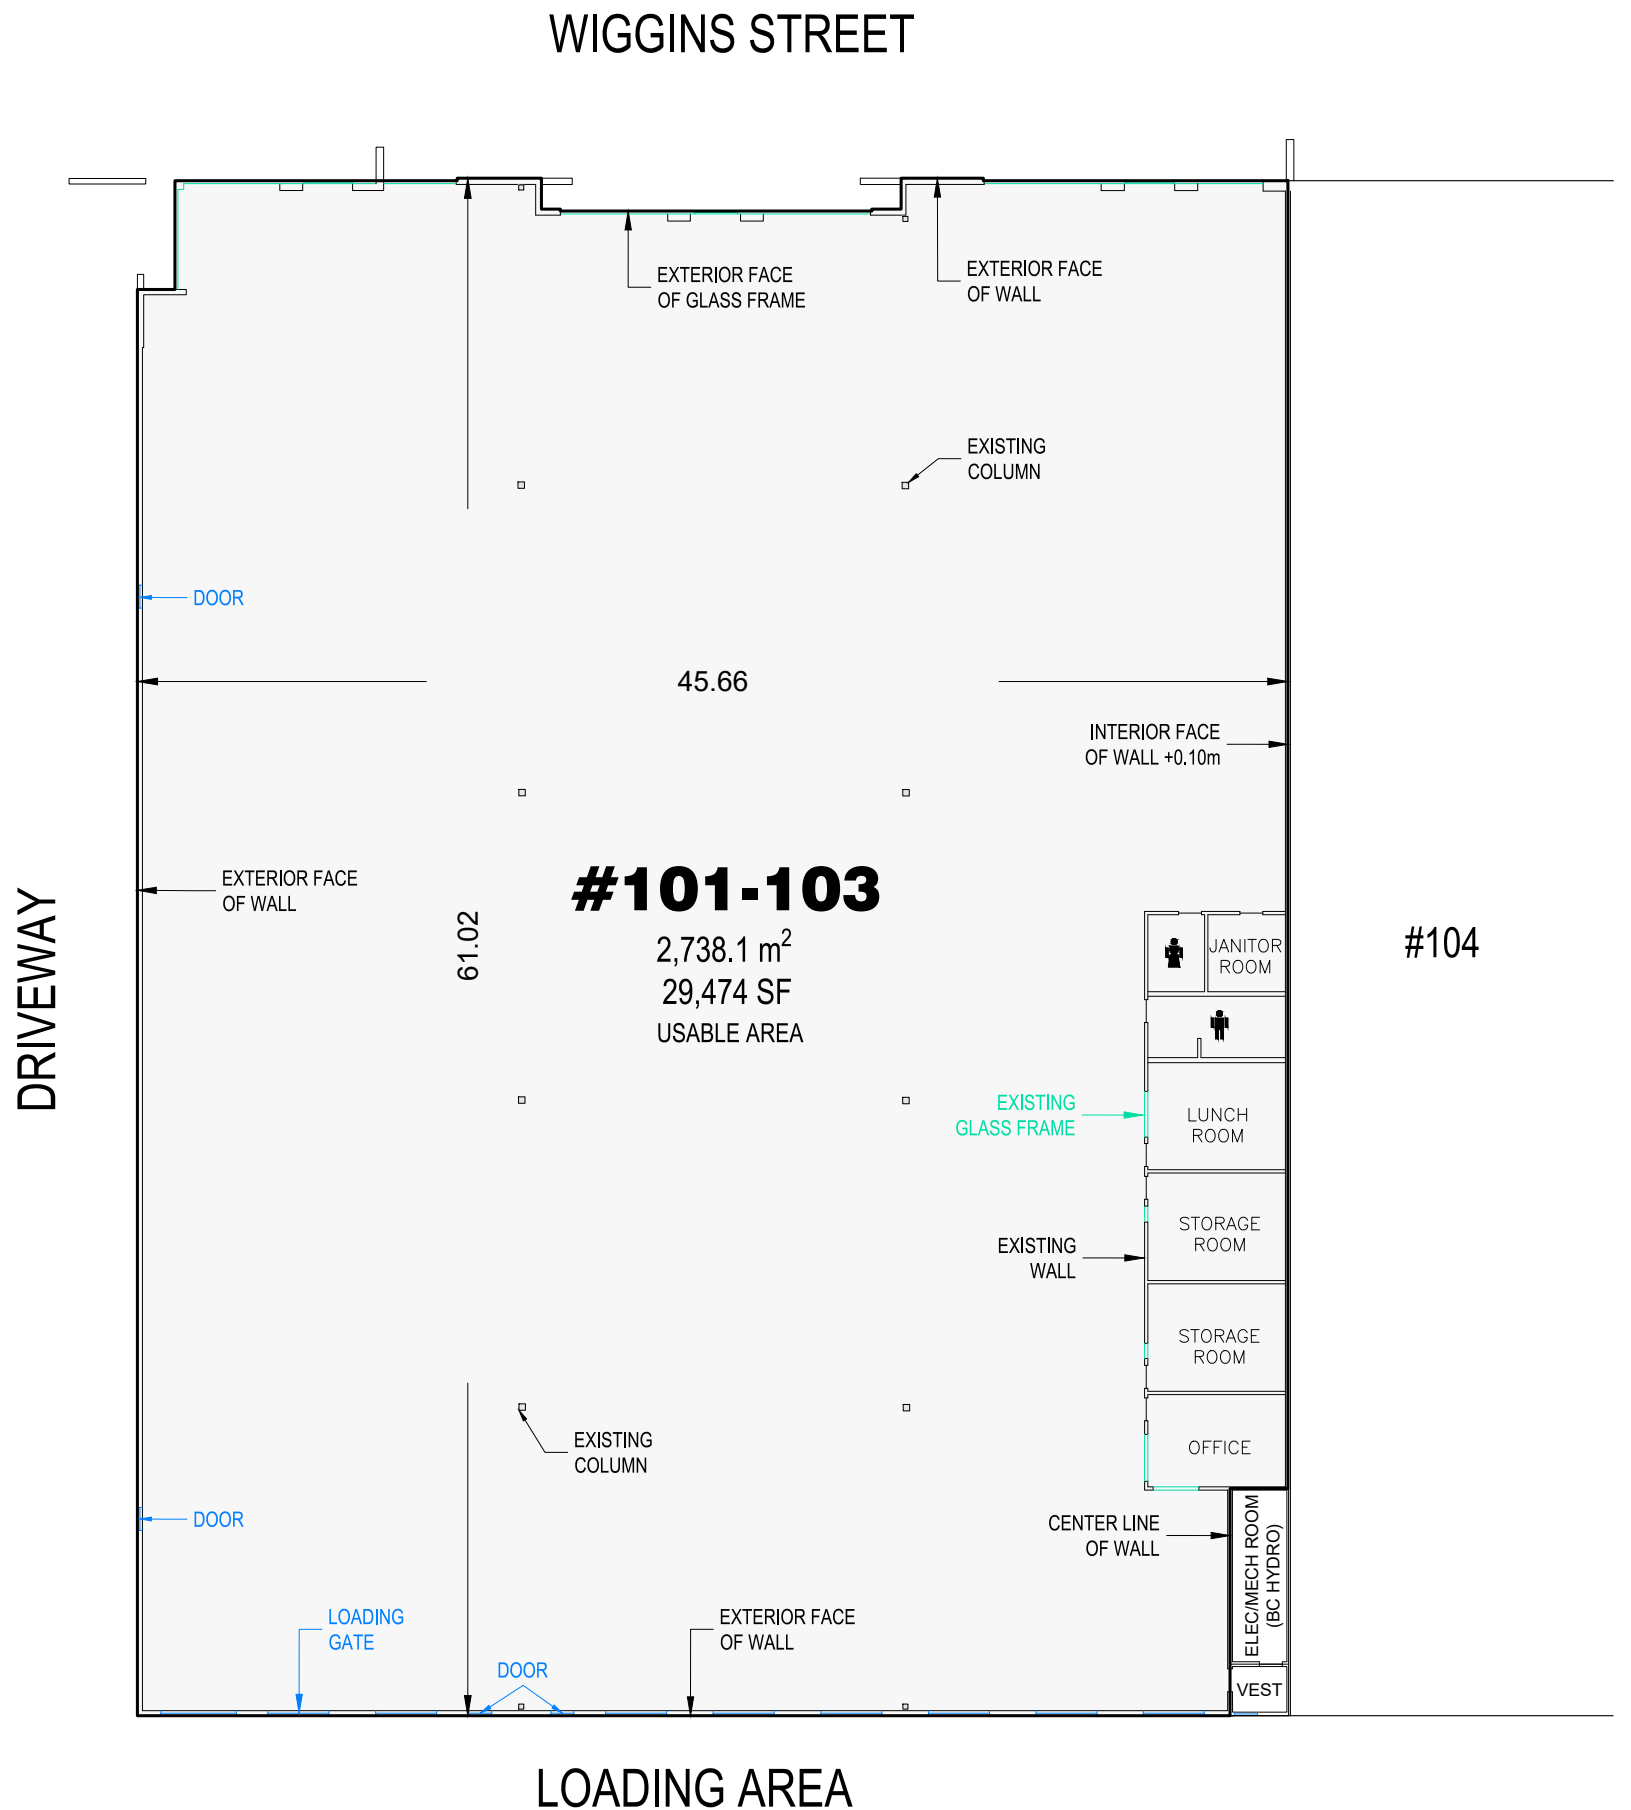 WIGGINS STREET
EXTERIOR FACE
OF GLASS FRAME
EXTERIOR FACE
OF WALL
EXISTING
COLUMN
DOOR
45.66
INTERIOR FACE
OF WALL +0.10m
EXTERIOR FACE
OF WALL
DRIVEWAY
61.02
#101-103
2,738.1 m²
29,474 SF
USABLE AREA
JANITOR
ROOM
#104
EXISTING
GLASS FRAME
LUNCH
ROOM
STORAGE
ROOM
EXISTING
WALL
STORAGE
ROOM
EXISTING
COLUMN
OFFICE
DOOR
CENTER LINE
OF WALL
ELEC/MECH ROOM
(BC HYDRO)
LOADING
GATE
EXTERIOR FACE
OF WALL
DOOR
VEST
LOADING AREA